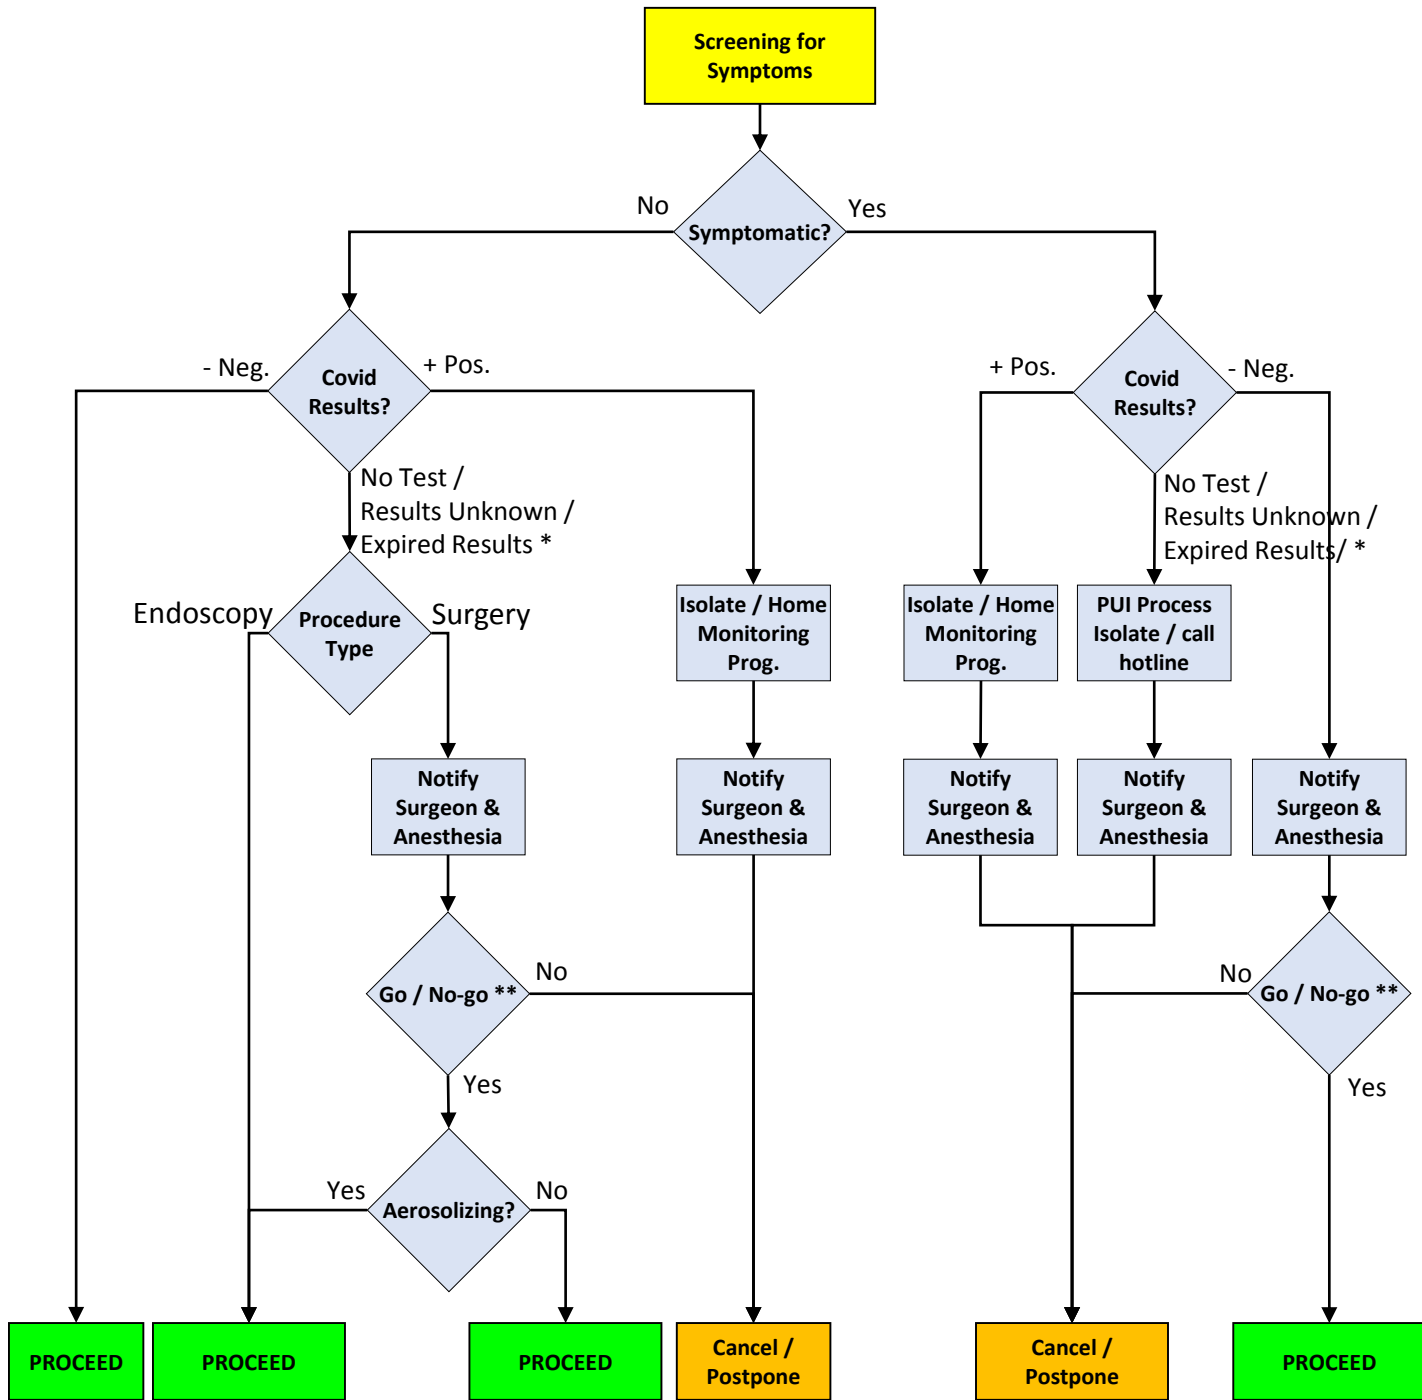 Screening for
Symptoms
No
Yes
Symptomatic?
- Neg.
Covid
Results?
+ Pos.
+ Pos.
Covid
Results?
- Neg.
No Test /
Results Unknown /
Expired Results *
No Test /
Results Unknown /
Expired Results/ *
Endoscopy
Procedure
Type
Surgery
Isolate / Home
Monitoring
Prog.
Isolate / Home
Monitoring
Prog.
PUI Process
Isolate / call
hotline
Notify
Surgeon &
Anesthesia
Notify
Surgeon &
Anesthesia
Notify
Surgeon &
Anesthesia
Notify
Surgeon &
Anesthesia
Notify
Surgeon &
Anesthesia
Go / No-go **
No
No
Go / No-go **
Yes
Yes
Yes
Aerosolizing?
No
PROCEED
PROCEED
PROCEED
Cancel /
Postpone
Cancel /
Postpone
PROCEED